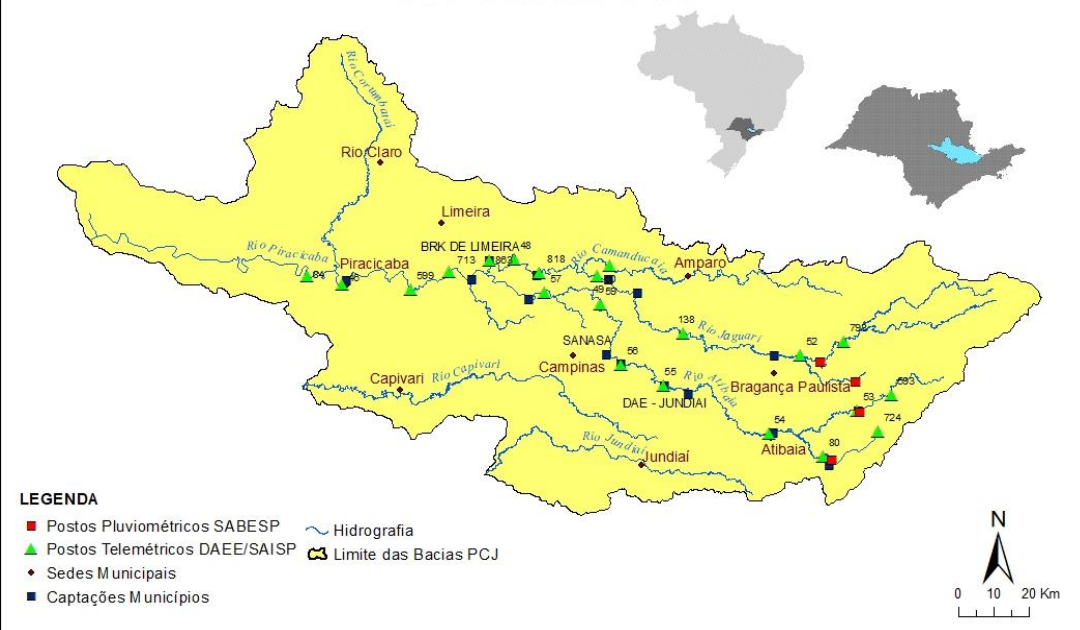 Rio Corumbataí
Rio Claro
Limeira
Rio Piracicaba
Piracicaba
84
599
713
BRK DE LIMEIRA
48
818
Rio Camanducaia
Amparo
57
49
138
Rio Jaguari
52
SANASA
56
Campinas
55
Rio Atibaia
Bragança Paulista
DAE - JUNDIAÍ
53
693
724
54
Atibaia
80
Capivari
Rio Capivari
Rio Jundiaí
Jundiaí
LEGENDA
Postos Pluviométricos SABESP
Postos Telemétricos DAEE/SAISP
Sedes Municipais
Captações Municípios
Hidrografia
Limite das Bacias PCJ
N
0 10 20 Km